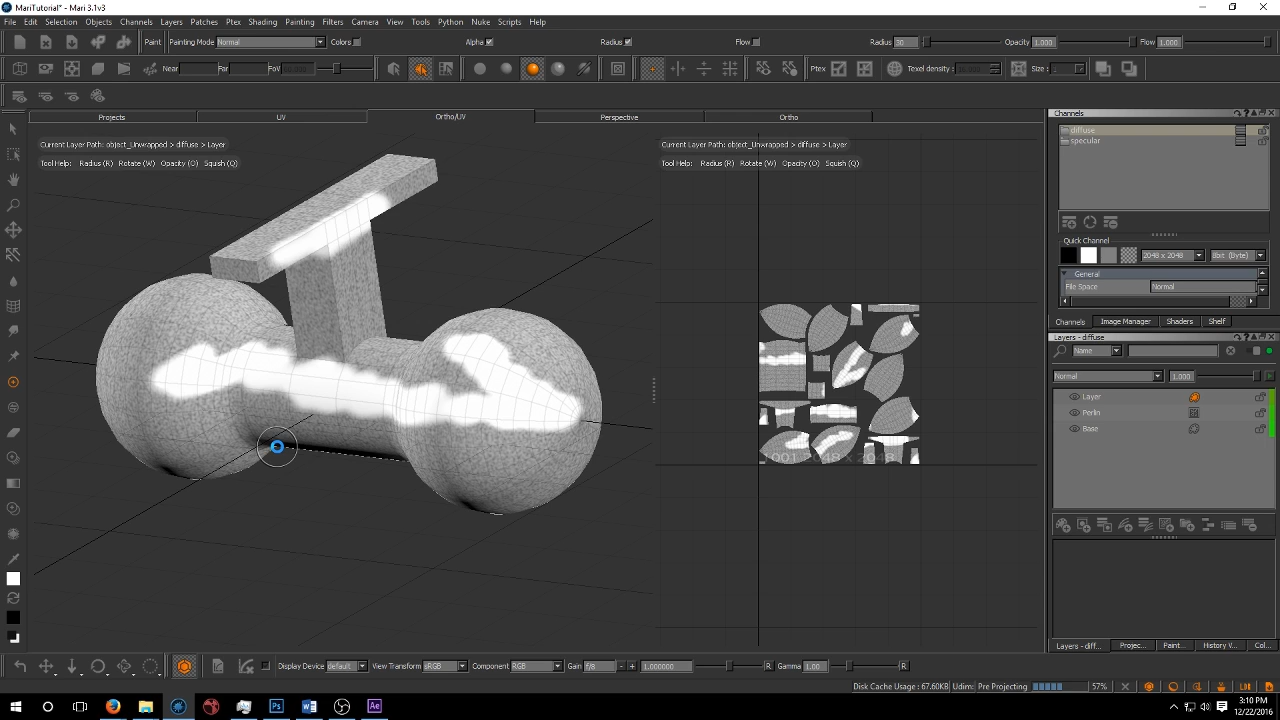 MariTutorial* - Mari 3.1v3
File Edit Selection Objects Channels Layers Patches Ptex Shading Painting Filters Camera View Tools Python Nuke Scripts Help
Paint Painting Mode Normal Colors Alpha Radius Flow Radius 30 Opacity 1.000 Flow 1.000
Near Far FoV Ptex Texel density Size :
Projects UV Ortho/UV Perspective Ortho
Channels
Current Layer Path: object_Unwrapped > diffuse > Layer
Tool Help: Radius (R) Rotate (W) Opacity (O) Squish (Q)
Current Layer Path: object_Unwrapped > diffuse > Layer
Tool Help: Radius (R) Rotate (W) Opacity (O) Squish (Q)
1001 2048 x 2048
diffuse
specular
Quick Channel
2048 x 2048 8bit (Byte)
General
File Space Normal
Channels Image Manager Shaders Shelf
Layers - diffuse
Name
Normal 1.000
Layer
Perlin
Base
Layers - diff... Projec... Paint... History V... Col...
Display Device default View Transform sRGB Component RGB Gain f/8 - + 1.000000 R Gamma 1.00 R
Disk Cache Usage : 67.60KB Udim: Pre Projecting 57%
3:10 PM
12/22/2016